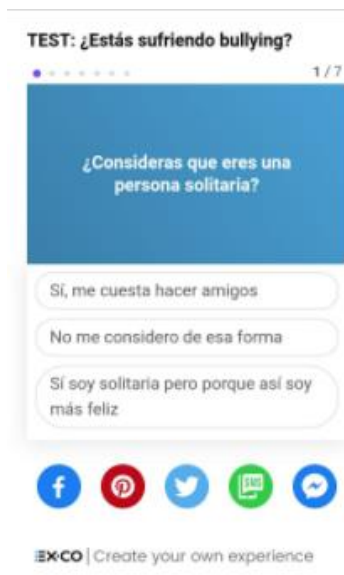 TEST: ¿Estás sufriendo bullying?
1/7
¿Consideras que eres una
persona solitaria?
Sí, me cuesta hacer amigos
No me considero de esa forma
Sí soy solitaria pero porque así soy
más feliz
SMS
EX·CO | Create your own experience